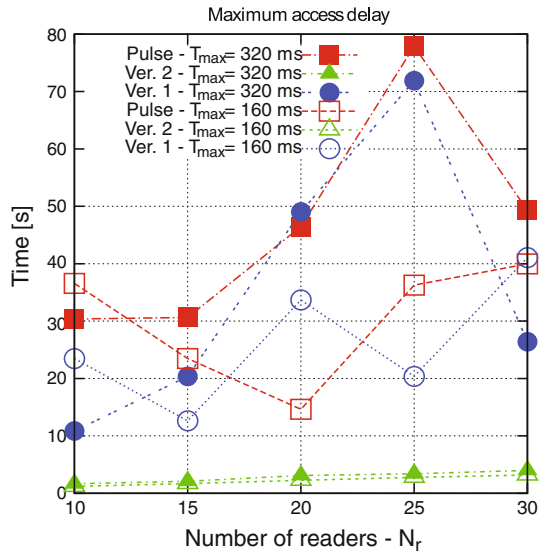 Maximum access delay
80
70
60
50
40
30
20
10
0
Time [s]
Pulse - Tmax= 320 ms
Ver. 2 - Tmax= 320 ms
Ver. 1 - Tmax= 320 ms
Pulse - Tmax= 160 ms
Ver. 2 - Tmax= 160 ms
Ver. 1 - Tmax= 160 ms
10 15 20 25 30
Number of readers - Nr